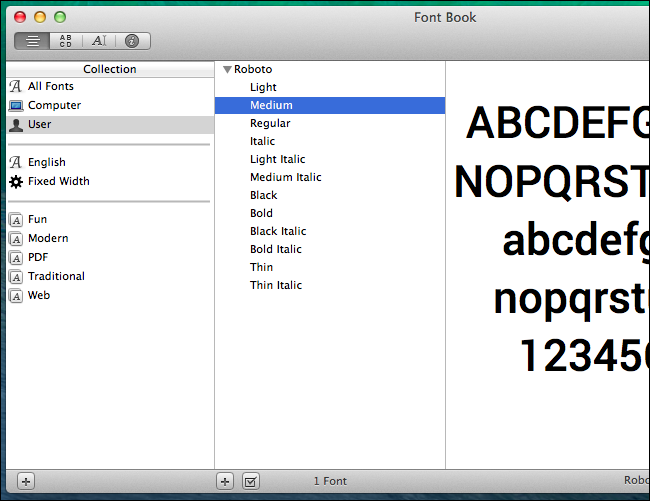 Font Book
AB
CD
A
i
Collection
All Fonts
Computer
User
English
Fixed Width
Fun
Modern
PDF
Traditional
Web
Roboto
Light
Medium
Regular
Italic
Light Italic
Medium Italic
Black
Bold
Black Italic
Bold Italic
Thin
Thin Italic
ABCDEFG
NOPQRST
abcdefg
nopqrstu
123456
1 Font
Robo